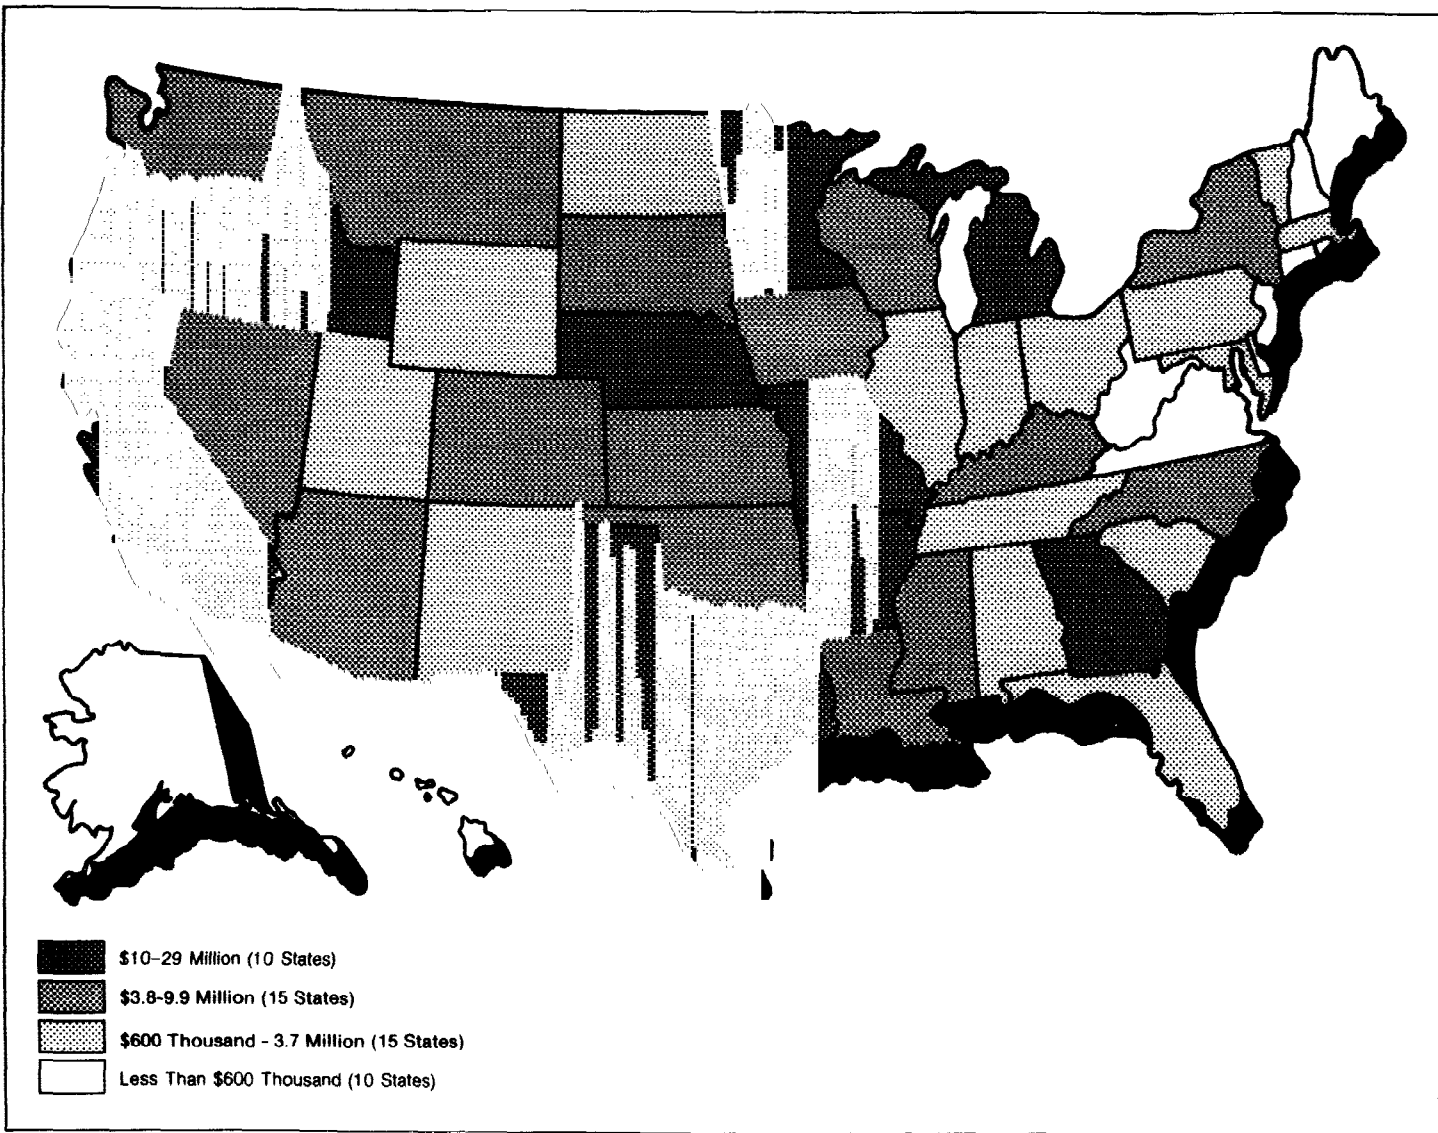 $10–29 Million (10 States)
$3.8-9.9 Million (15 States)
$600 Thousand - 3.7 Million (15 States)
Less Than $600 Thousand (10 States)